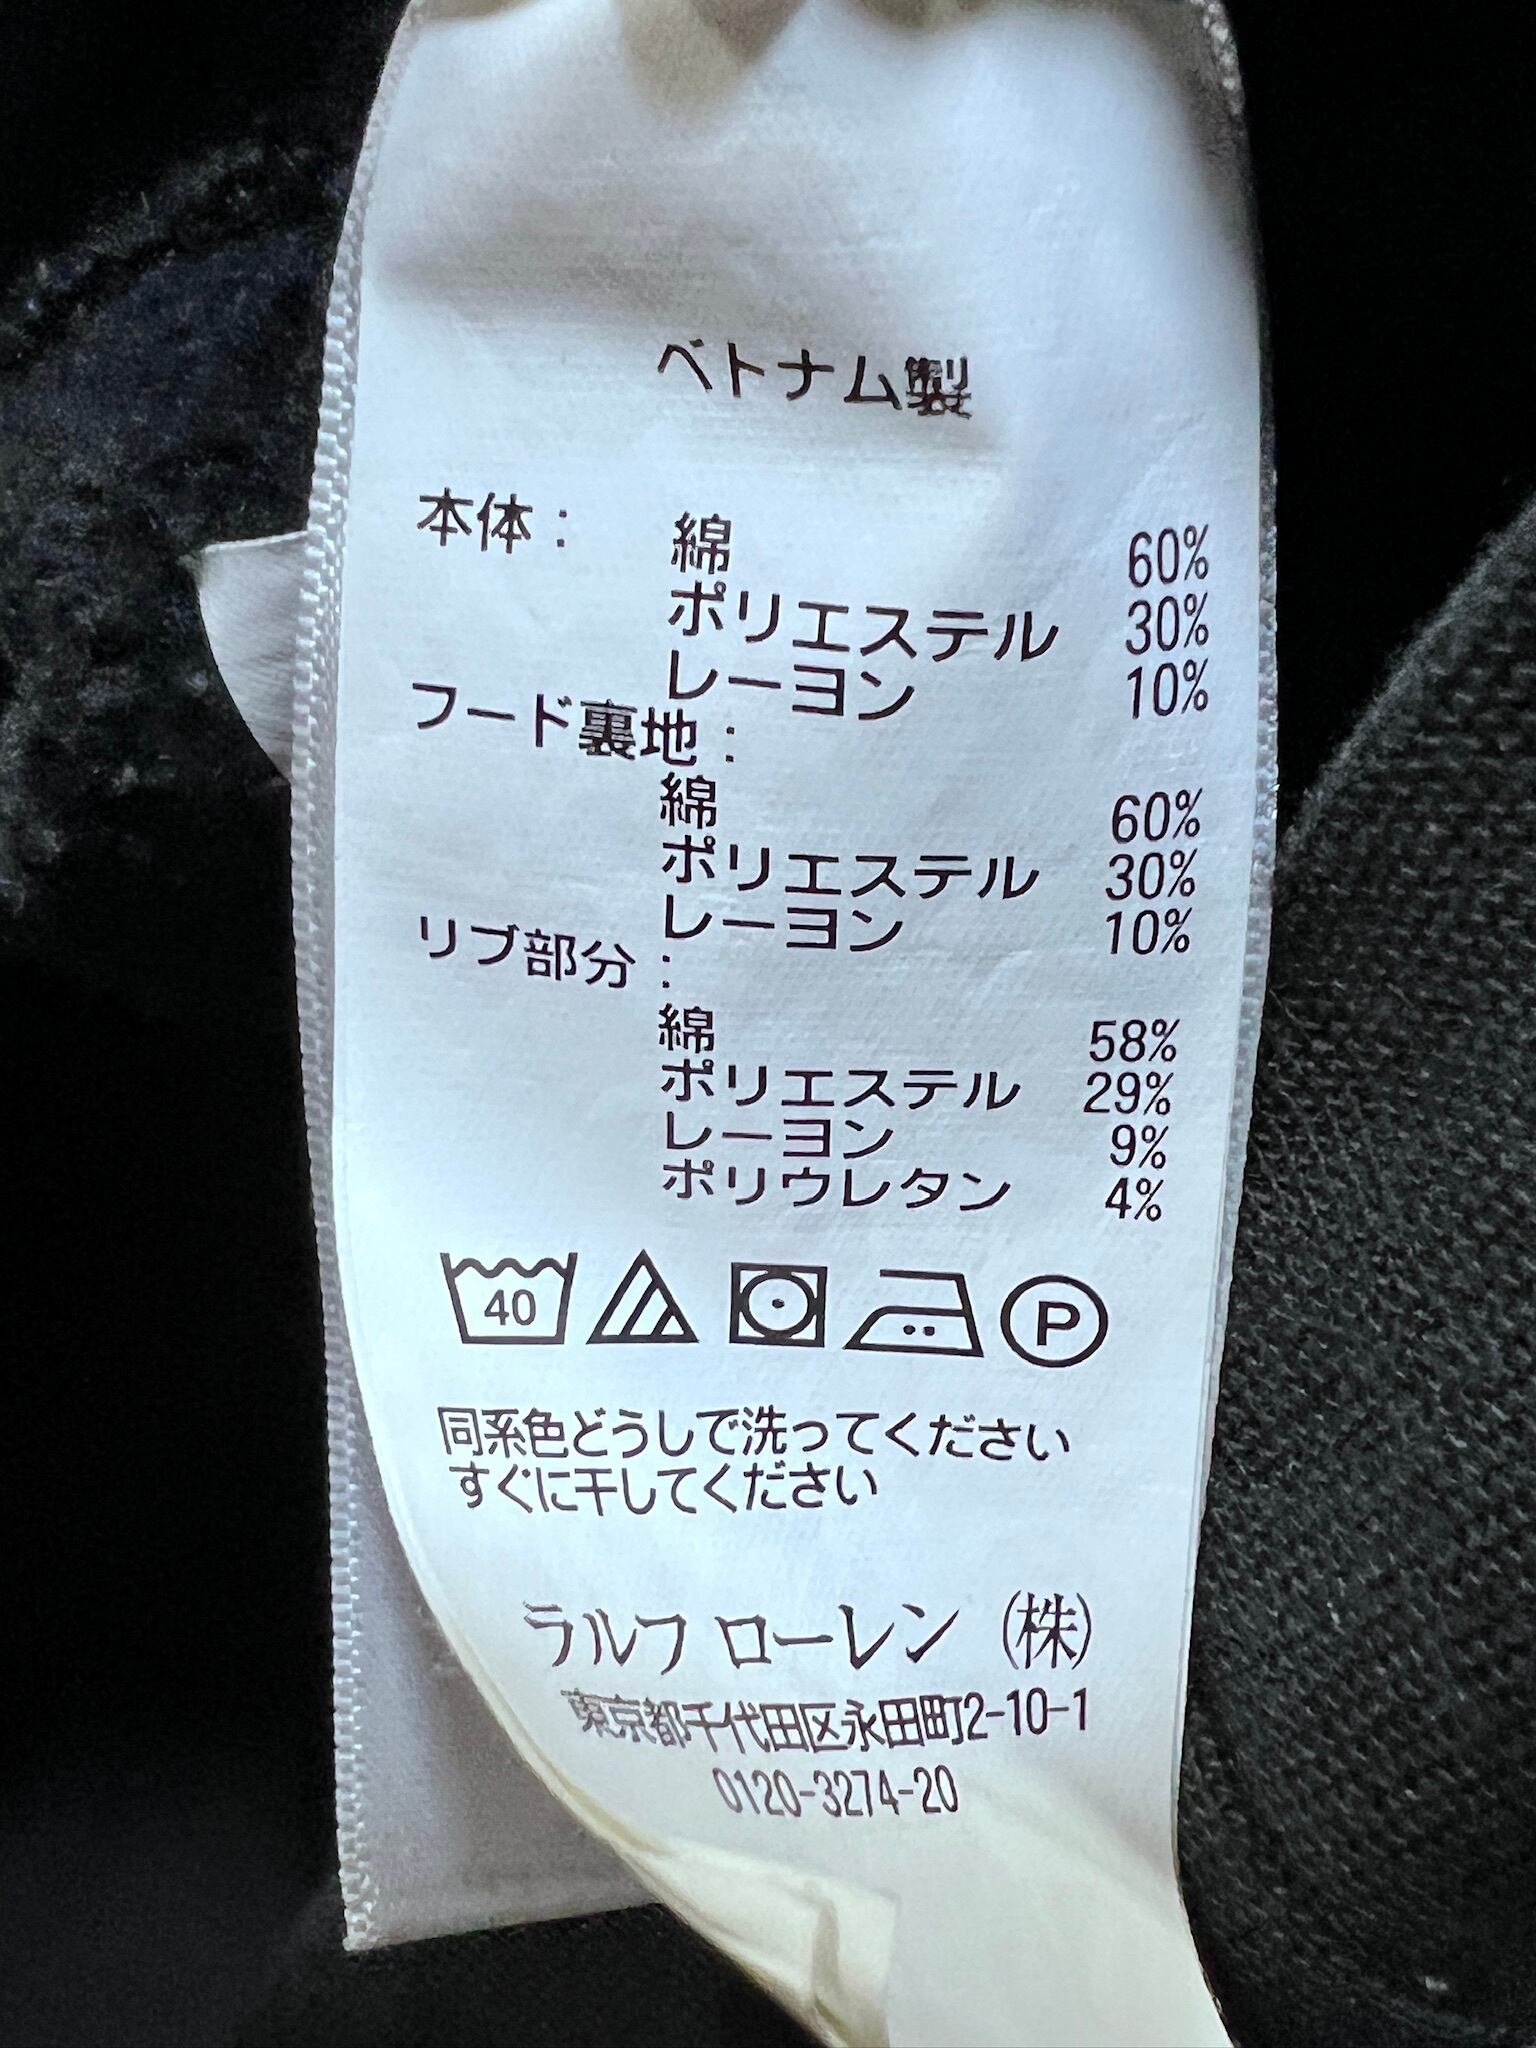 ベトナム製
本体： 綿 60%
ポリエステル 30%
レーヨン 10%
フード裏地：
綿 60%
ポリエステル 30%
レーヨン 10%
リブ部分：
綿 58%
ポリエステル 29%
レーヨン 9%
ポリウレタン 4%
40 P
同系色どうしで洗ってください
すぐに干してください
ラルフ ローレン (株)
東京都千代田区永田町2-10-1
0120-3274-20